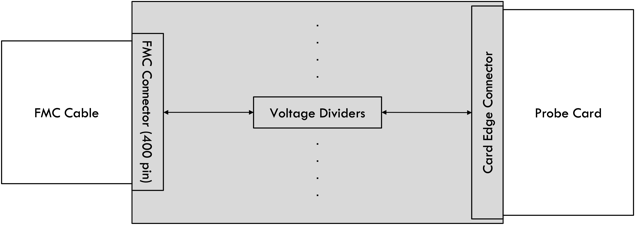 FMC Cable
FMC Connector (400 pin)
Voltage Dividers
Card Edge Connector
Probe Card